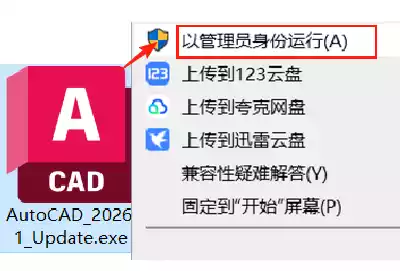 以管理员身份运行(A)
123 上传到123云盘
上传到夸克网盘
上传到迅雷云盘
兼容性疑难解答(Y)
固定到"开始"屏幕(P)
A
CAD
AutoCAD_2026
1_Update.exe